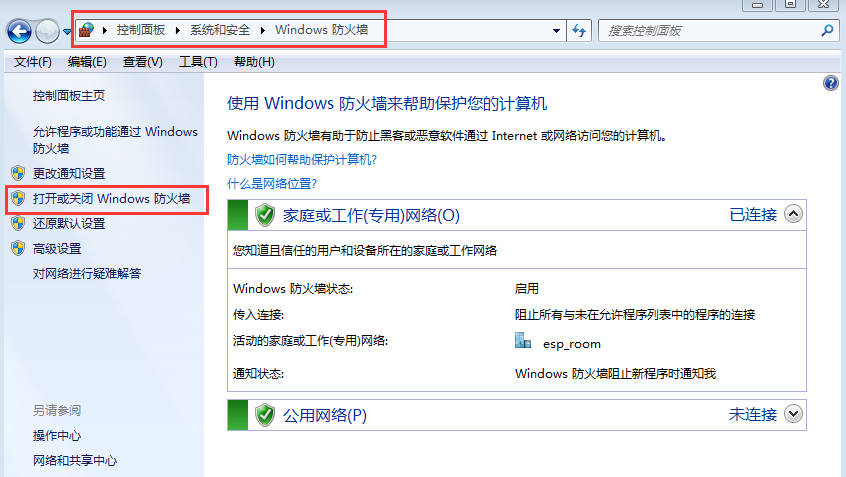 控制面板 系统和安全 Windows 防火墙
搜索控制面板
文件(F) 编辑(E) 查看(V) 工具(T) 帮助(H)
控制面板主页
允许程序或功能通过 Windows
防火墙
更改通知设置
打开或关闭 Windows 防火墙
还原默认设置
高级设置
对网络进行疑难解答
另请参阅
操作中心
网络和共享中心
使用 Windows 防火墙来帮助保护您的计算机
Windows 防火墙有助于防止黑客或恶意软件通过 Internet 或网络访问您的计算机。
防火墙如何帮助保护计算机?
什么是网络位置?
家庭或工作(专用)网络(O) 已连接
您知道且信任的用户和设备所在的家庭或工作网络
Windows 防火墙状态: 启用
传入连接: 阻止所有与未在允许程序列表中的程序的连接
活动的家庭或工作(专用)网络: esp_room
通知状态: Windows 防火墙阻止新程序时通知我
公用网络(P) 未连接